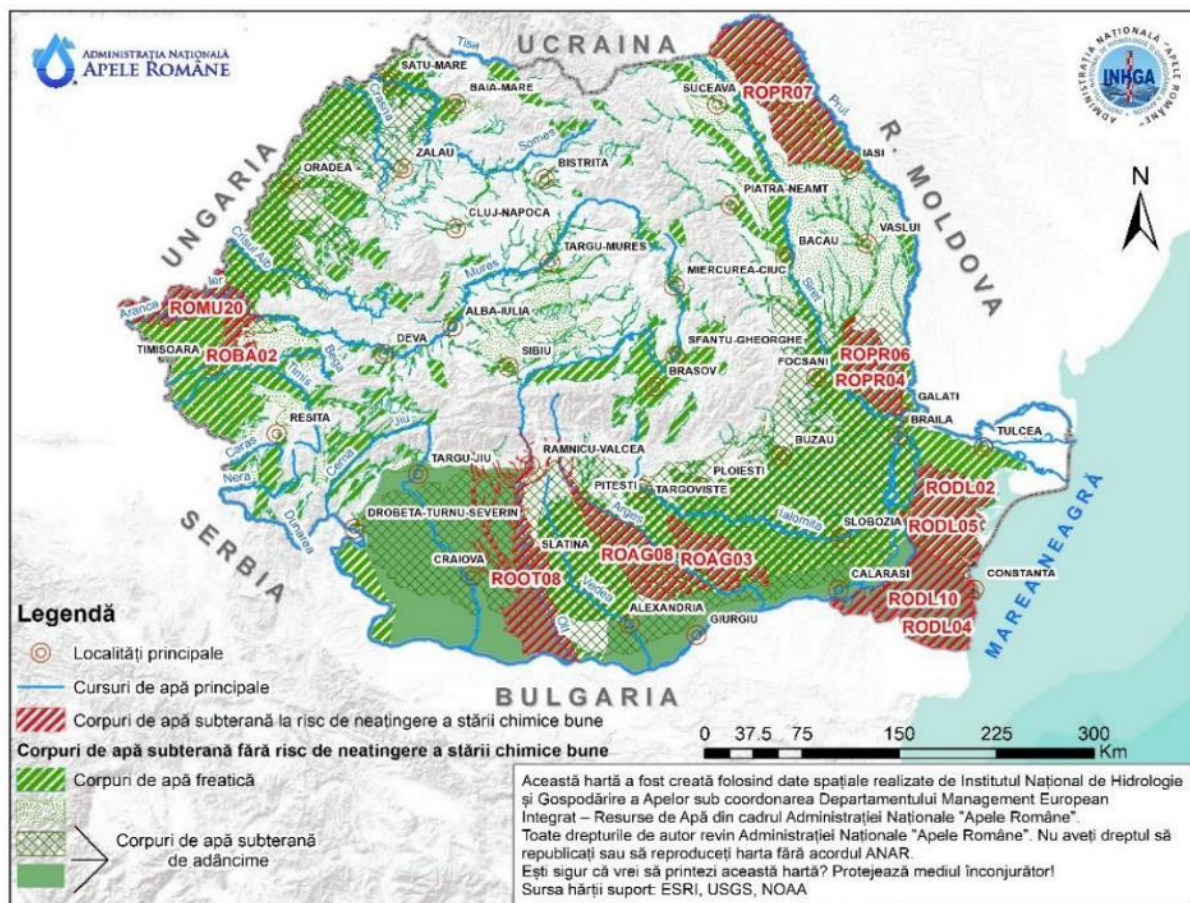 ADMINISTRAȚIA NAȚIONALĂ
APELE ROMÂNE
ADMINISTRAȚIA NAȚIONALĂ "APELE ROMÂNE"
INHGA
UCRAINA
R. MOLDOVA
UNGARIA
SERBIA
BULGARIA
MAREA NEAGRĂ
N
Tisa
SATU-MARE
BAIA-MARE
SUCEAVA
ROPR07
Prut
Crasna
ZALAU
Somes
BISTRITA
IASI
ORADEA
PIATRA-NEAMT
CLUJ-NAPOCA
VASLUI
BACAU
TARGU-MURES
Crisul Alb
Mures
MIERCUREA-CIUC
Siret
Ier
Aranca
ROMU20
ALBA-IULIA
DEVA
SFANTU-GHEORGHE
TIMISOARA
ROBA02
Bega
SIBIU
BRASOV
FOCSANI
ROPR06
ROPR04
Timis
GALATI
BRAILA
RESITA
TULCEA
Caras
Jiu
Cerna
Nera
BUZAU
TARGU-JIU
RAMNICU-VALCEA
PLOIESTI
PITESTI
TARGOVISTE
RODL02
Dunarea
DROBETA-TURNU-SEVERIN
Arges
Ialomita
SLOBOZIA
RODL05
SLATINA
ROAG08
ROAG03
CRAIOVA
ROOT08
Vedea
CALARASI
CONSTANTA
RODL10
ALEXANDRIA
GIURGIU
Olt
RODL04
Legendă
Localități principale
Cursuri de apă principale
Corpuri de apă subterană la risc de neatingere a stării chimice bune
Corpuri de apă subterană fără risc de neatingere a stării chimice bune
Corpuri de apă freatică
Corpuri de apă subterană
de adâncime
0 37.5 75 150 225 300
Km
Această hartă a fost creată folosind date spațiale realizate de Institutul Național de Hidrologie
și Gospodărire a Apelor sub coordonarea Departamentului Management European
Integrat – Resurse de Apă din cadrul Administrației Naționale "Apele Române".
Toate drepturile de autor revin Administrației Naționale "Apele Române". Nu aveți dreptul să
republicați sau să reproduceți harta fără acordul ANAR.
Ești sigur că vrei să printezi această hartă? Protejează mediul înconjurător!
Sursa hărții suport: ESRI, USGS, NOAA